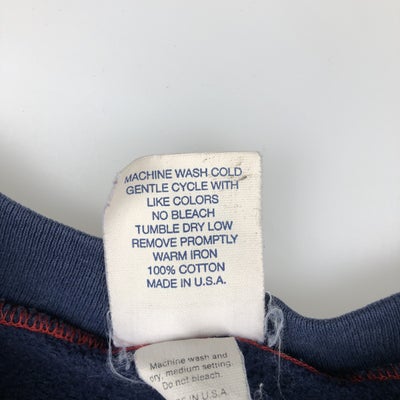 MACHINE WASH COLD
GENTLE CYCLE WITH
LIKE COLORS
NO BLEACH
TUMBLE DRY LOW
REMOVE PROMPTLY
WARM IRON
100% COTTON
MADE IN U.S.A.
Machine wash and
dry, medium setting.
Do not bleach.
IN U.S.A